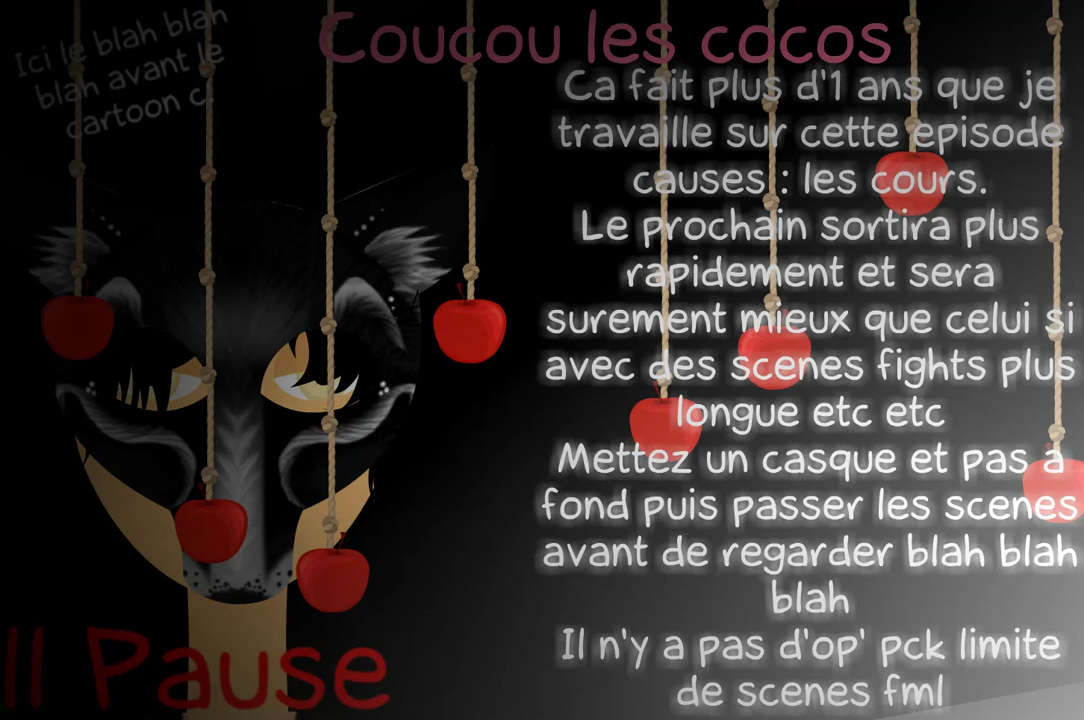 Ici le blah blah
blah avant le
cartoon c
Coucou les cocos
Ca fait plus d'1 ans que je
travaille sur cette episode
causes : les cours.
Le prochain sortira plus
rapidement et sera
surement mieux que celui si
avec des scenes fights plus
longue etc etc
Mettez un casque et pas a
fond puis passer les scenes
avant de regarder blah blah
blah
Il n'y a pas d'op' pck limite
de scenes fml
II Pause